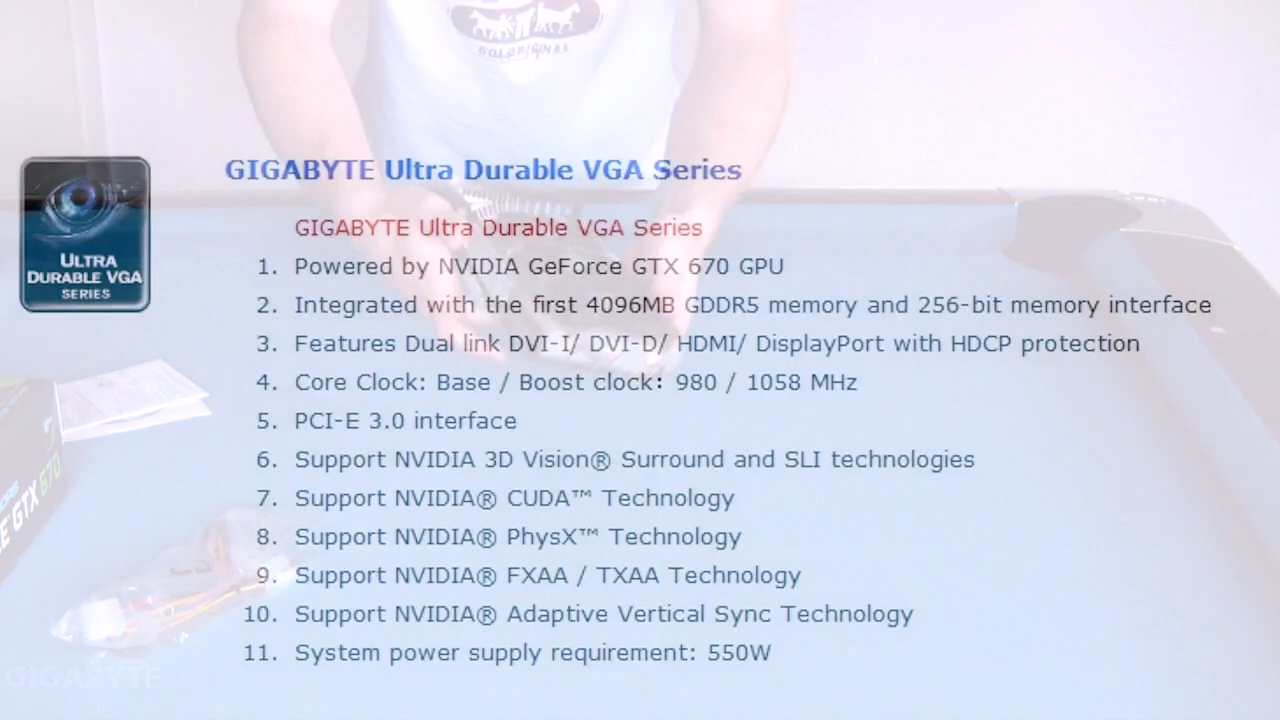 GOLDFIGINAL
GIGABYTE Ultra Durable VGA Series
ULTRA
DURABLE VGA
SERIES
GIGABYTE Ultra Durable VGA Series
1. Powered by NVIDIA GeForce GTX 670 GPU
2. Integrated with the first 4096MB GDDR5 memory and 256-bit memory interface
3. Features Dual link DVI-I/ DVI-D/ HDMI/ DisplayPort with HDCP protection
4. Core Clock: Base / Boost clock: 980 / 1058 MHz
5. PCI-E 3.0 interface
6. Support NVIDIA 3D Vision® Surround and SLI technologies
7. Support NVIDIA® CUDA™ Technology
8. Support NVIDIA® PhysX™ Technology
9. Support NVIDIA® FXAA / TXAA Technology
10. Support NVIDIA® Adaptive Vertical Sync Technology
11. System power supply requirement: 550W
GTX 670
GIGABYTE